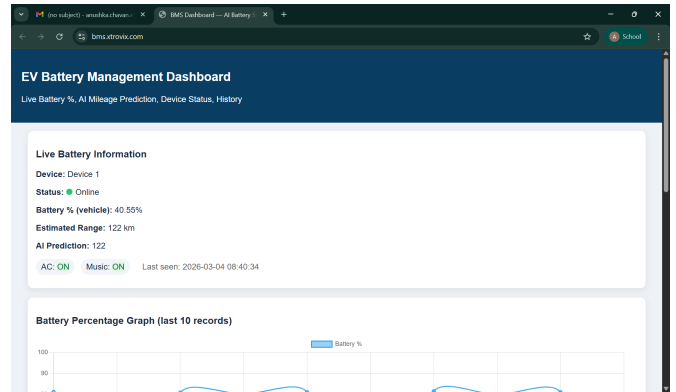 (no subject) - anushka.chavan.a
BMS Dashboard — AI Battery S
bms.xtrovix.com
A
School
EV Battery Management Dashboard
Live Battery %, AI Mileage Prediction, Device Status, History
Live Battery Information
Device: Device 1
Status: Online
Battery % (vehicle): 40.55%
Estimated Range: 122 km
AI Prediction: 122
AC: ON Music: ON Last seen: 2026-03-04 08:40:34
Battery Percentage Graph (last 10 records)
Battery %
100
90